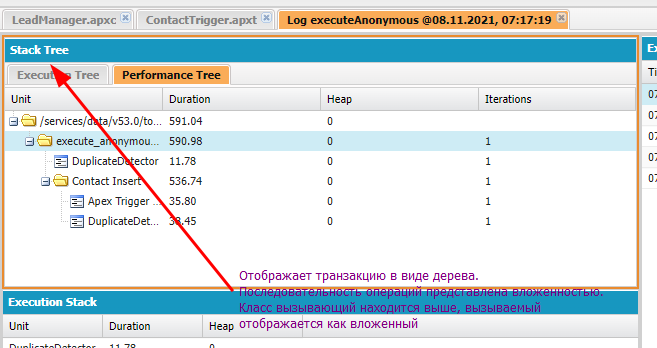 LeadManager.apxc ContactTrigger.apxt Log executeAnonymous @08.11.2021, 07:17:19
Stack Tree
Execution Tree Performance Tree
Unit Duration Heap Iterations
/services/data/v53.0/to... 591.04 0
execute_anonymou... 590.98 0 1
DuplicateDetector 11.78 0 1
Contact Insert 536.74 0 1
Apex Trigger ... 35.80 0 1
DuplicateDet... 38.45 0 1
Отображает транзакцию в виде дерева.
Последовательность операций представлена вложенностью.
Класс вызывающий находится выше, вызываемый
отображается как вложенный
Execution Stack
Unit Duration Heap
DuplicateDetector 11.78 0
Ex
Ti
07
07
07
07